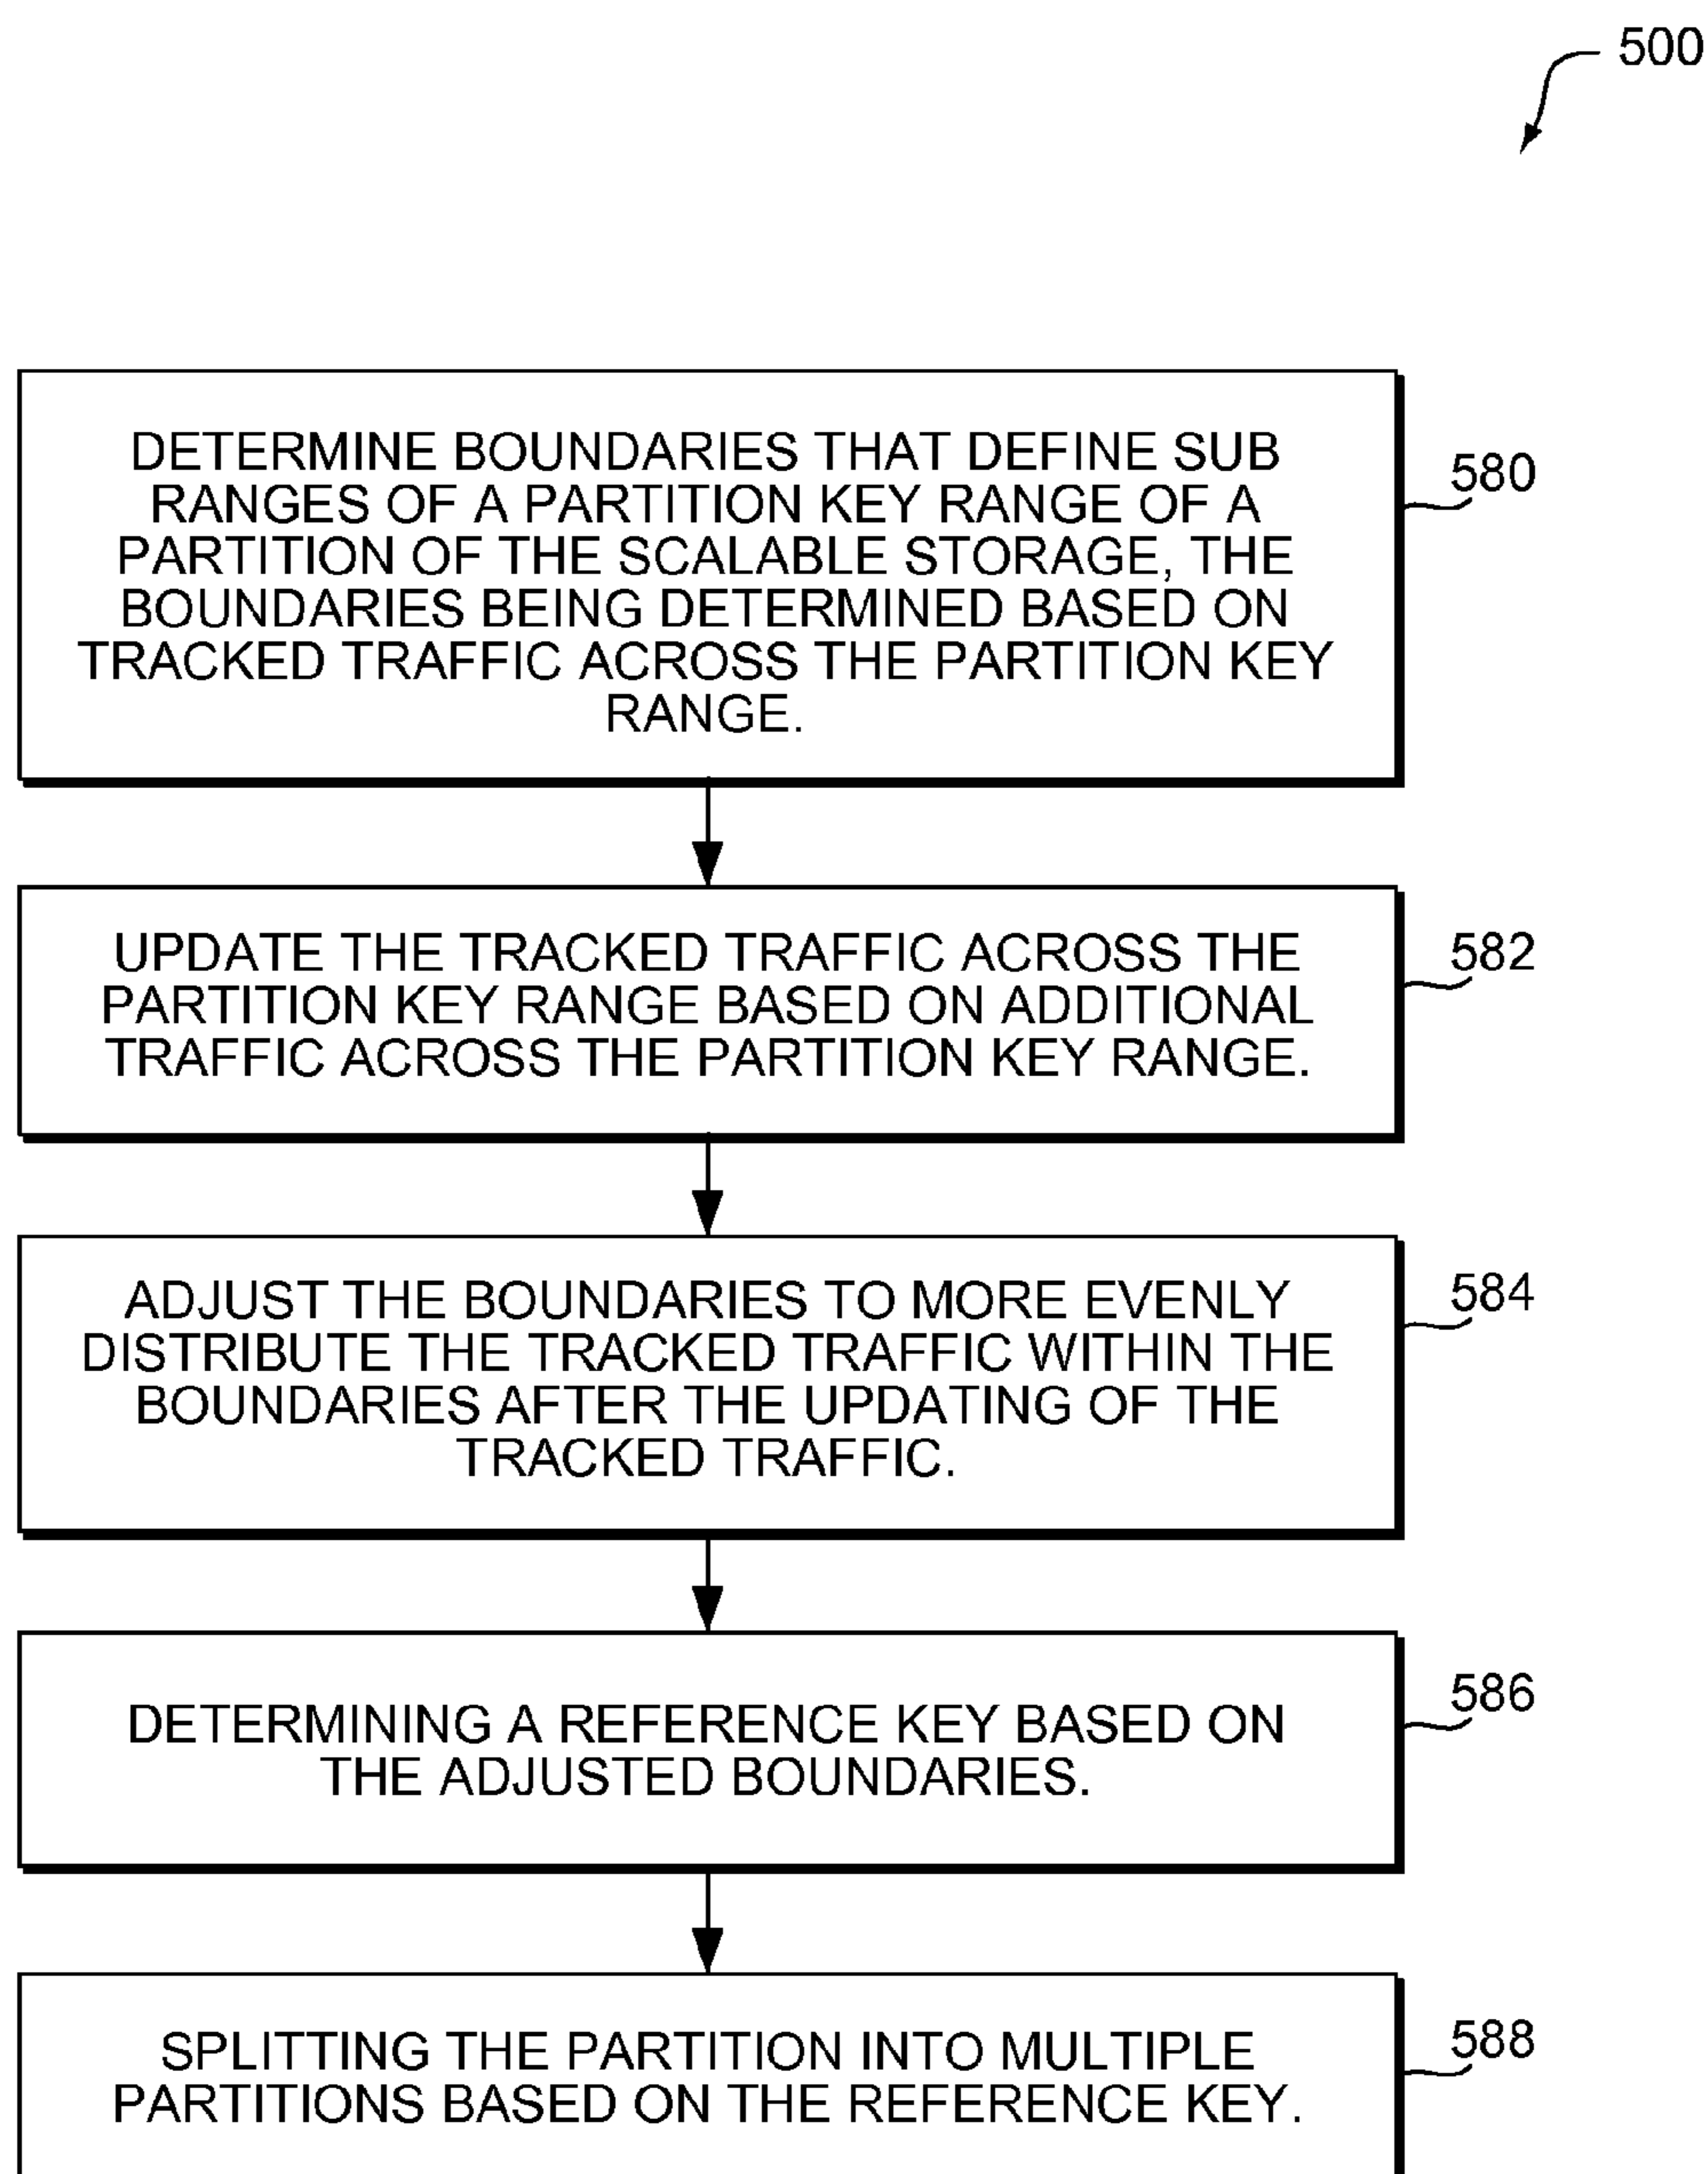 500
DETERMINE BOUNDARIES THAT DEFINE SUB
RANGES OF A PARTITION KEY RANGE OF A
PARTITION OF THE SCALABLE STORAGE, THE
BOUNDARIES BEING DETERMINED BASED ON
TRACKED TRAFFIC ACROSS THE PARTITION KEY
RANGE.
580
UPDATE THE TRACKED TRAFFIC ACROSS THE
PARTITION KEY RANGE BASED ON ADDITIONAL
TRAFFIC ACROSS THE PARTITION KEY RANGE.
582
ADJUST THE BOUNDARIES TO MORE EVENLY
DISTRIBUTE THE TRACKED TRAFFIC WITHIN THE
BOUNDARIES AFTER THE UPDATING OF THE
TRACKED TRAFFIC.
584
DETERMINING A REFERENCE KEY BASED ON
THE ADJUSTED BOUNDARIES.
586
SPLITTING THE PARTITION INTO MULTIPLE
PARTITIONS BASED ON THE REFERENCE KEY.
588